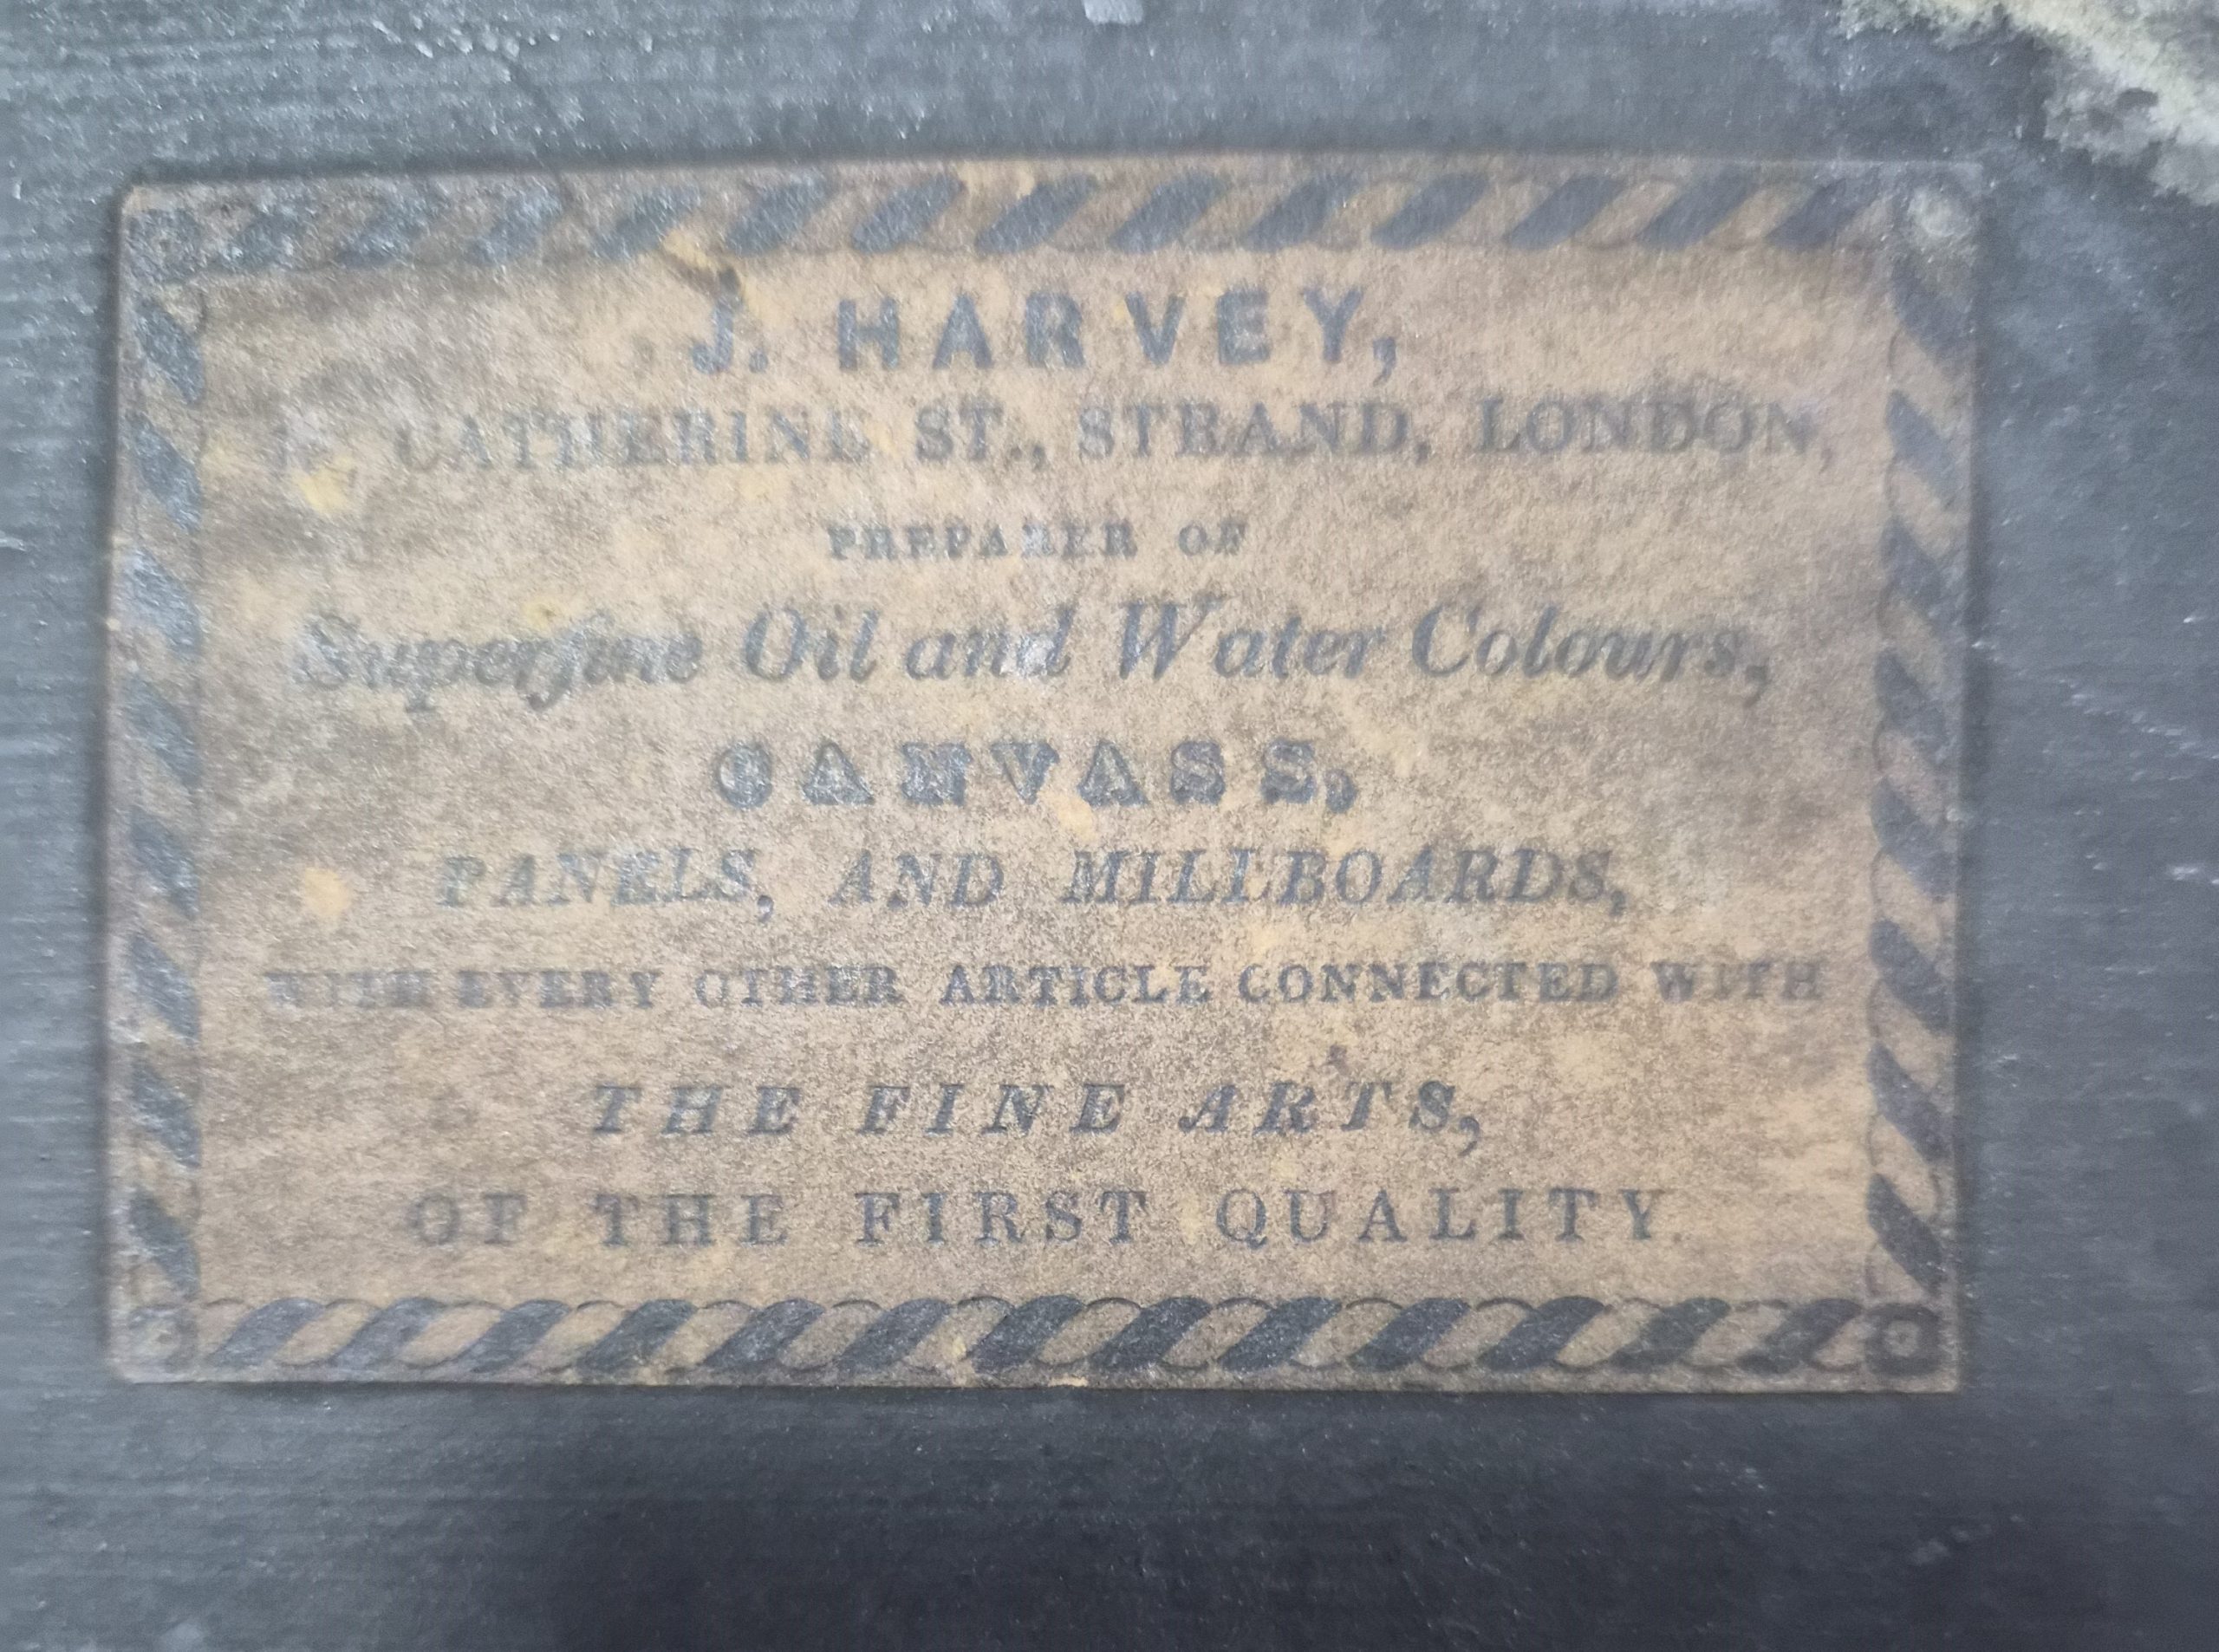 J. HARVEY,
CATHERINE ST., STRAND, LONDON,
PREPARER OF
Superfine Oil and Water Colours,
CANVASS,
PANELS, AND MILLBOARDS,
WITH EVERY OTHER ARTICLE CONNECTED WITH
THE FINE ARTS,
OF THE FIRST QUALITY.